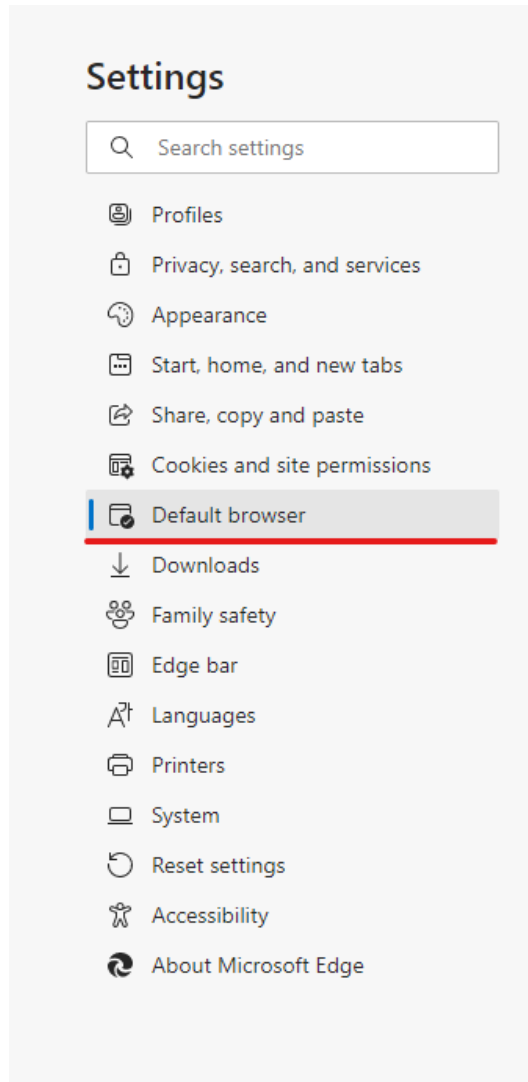 Settings
Search settings
Profiles
Privacy, search, and services
Appearance
Start, home, and new tabs
Share, copy and paste
Cookies and site permissions
Default browser
Downloads
Family safety
Edge bar
Languages
Printers
System
Reset settings
Accessibility
About Microsoft Edge